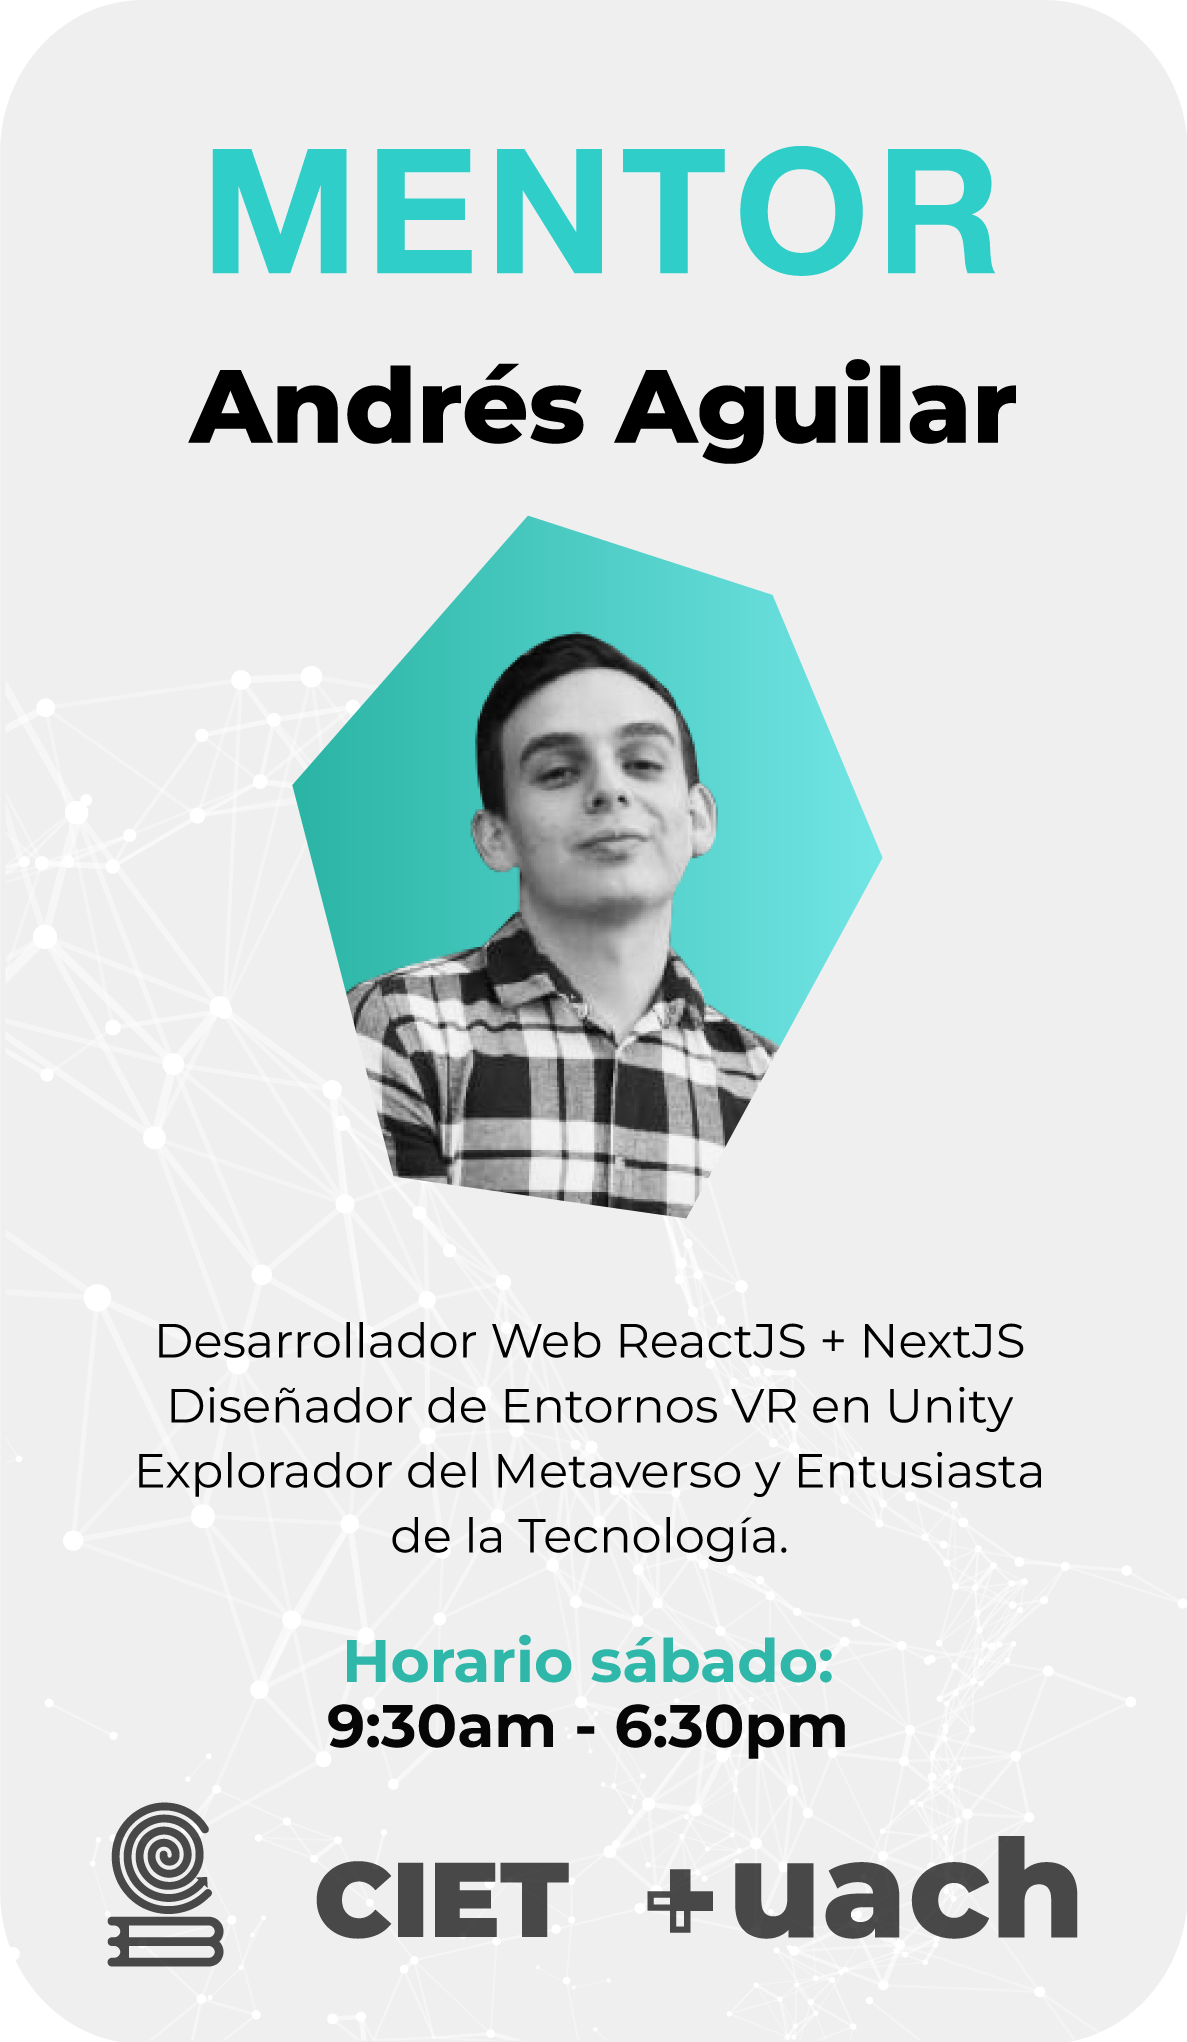 MENTOR
Andrés Aguilar
Desarrollador Web ReactJS + NextJS
Diseñador de Entornos VR en Unity
Explorador del Metaverso y Entusiasta
de la Tecnología.
Horario sábado:
9:30am - 6:30pm
CIET +uach